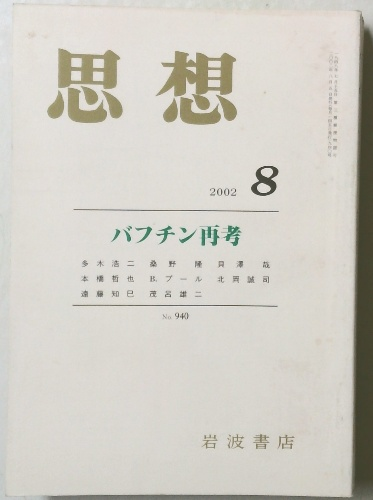 思想
2002 8
バフチン再考
多木浩二 桑野隆 貝澤哉
本橋哲也 B.プール 北岡誠司
遠藤知巳 茂呂雄二
No. 940
岩波書店